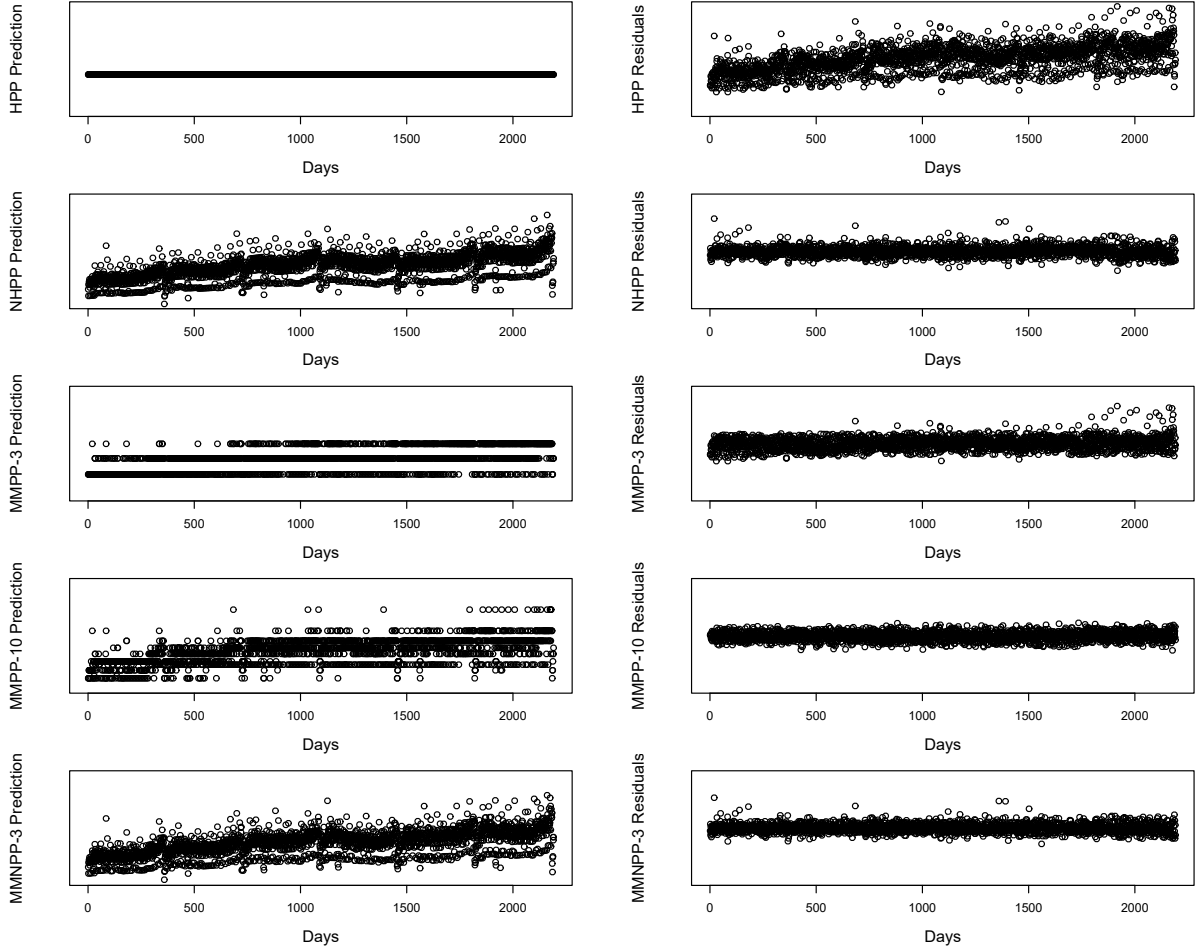 HPP Prediction
0 500 1000 1500 2000
Days
HPP Residuals
0 500 1000 1500 2000
Days
NHPP Prediction
0 500 1000 1500 2000
Days
NHPP Residuals
0 500 1000 1500 2000
Days
MMPP-3 Prediction
0 500 1000 1500 2000
Days
MMPP-3 Residuals
0 500 1000 1500 2000
Days
MMPP-10 Prediction
0 500 1000 1500 2000
Days
MMPP-10 Residuals
0 500 1000 1500 2000
Days
MMNPP-3 Prediction
0 500 1000 1500 2000
Days
MMNPP-3 Residuals
0 500 1000 1500 2000
Days